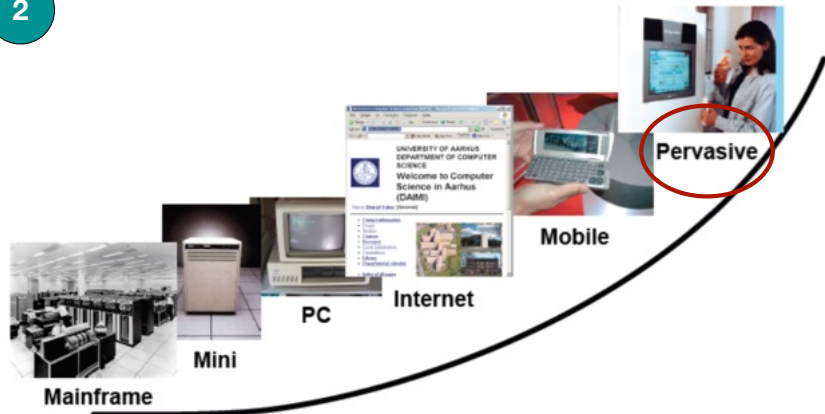 2
Pervasive
UNIVERSITY OF AARHUS
DEPARTMENT OF COMPUTER
SCIENCE
Welcome to Computer
Science in Aarhus
(DAIMI)
Mobile
Internet
PC
Mini
Mainframe